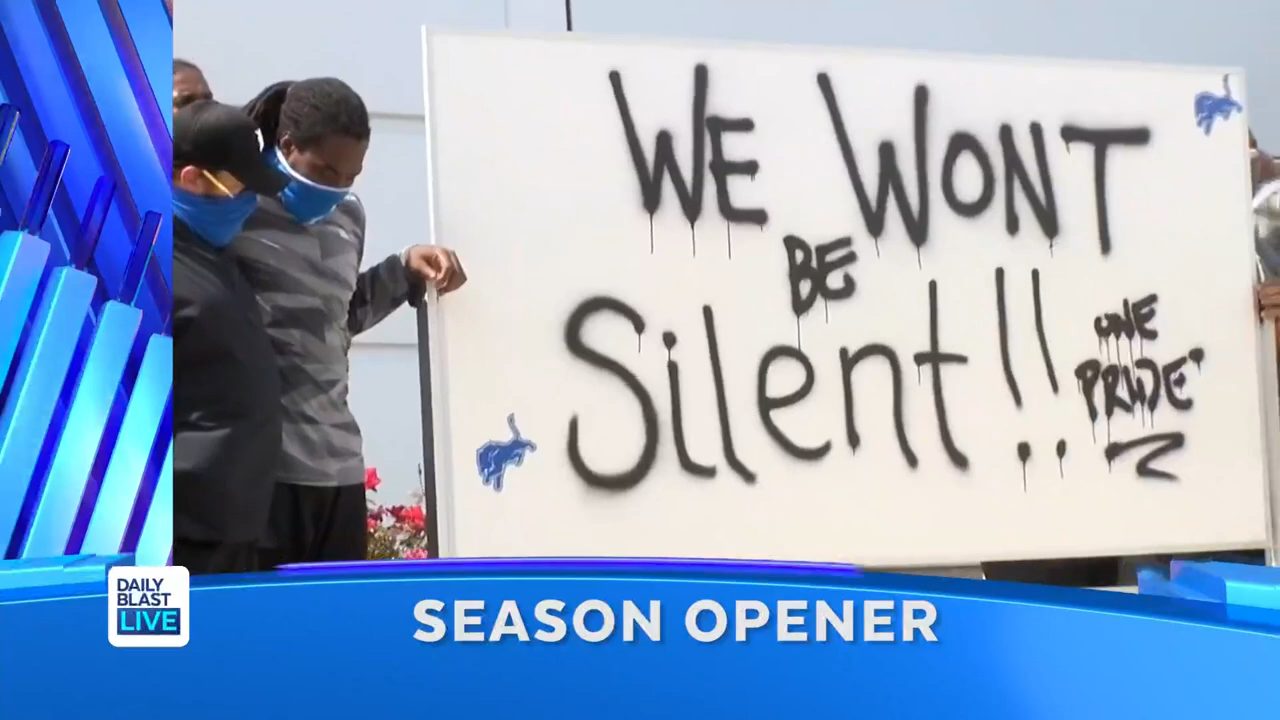 WE WONT
BE
Silent!!
ONE
PRIDE
DAILY
BLAST
LIVE
SEASON OPENER